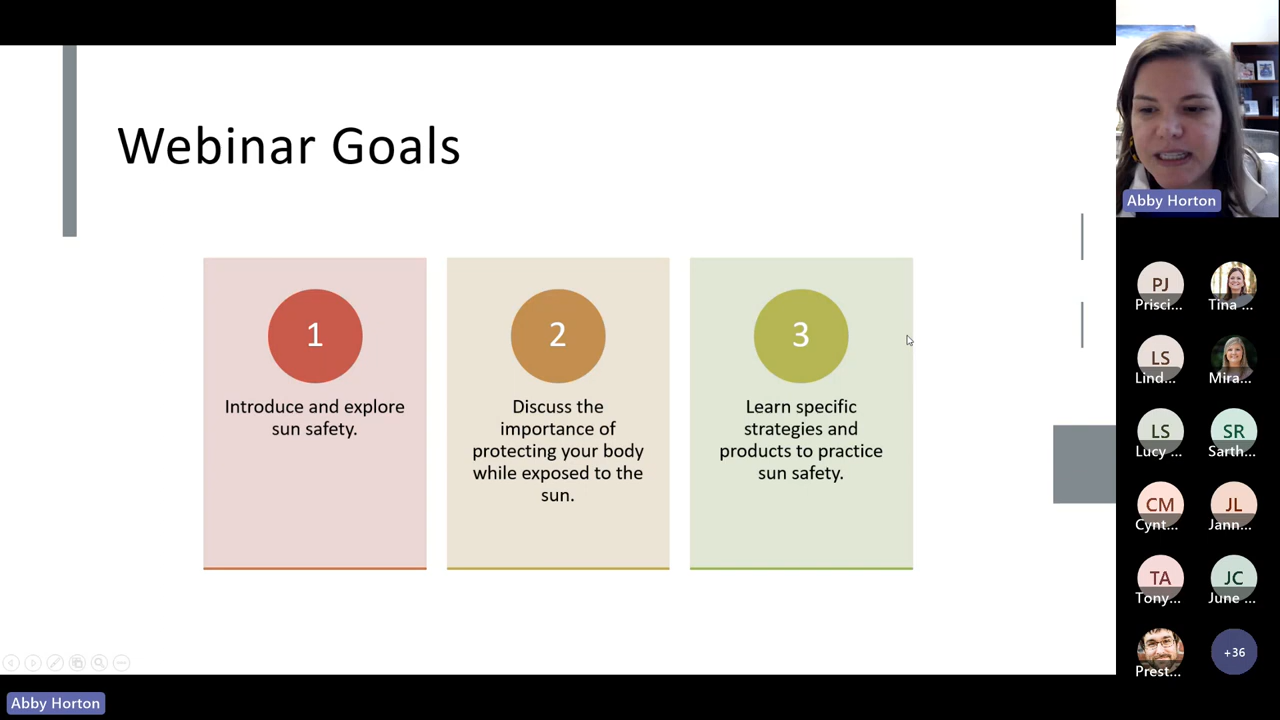 Webinar Goals
1
Introduce and explore
sun safety.
2
Discuss the
importance of
protecting your body
while exposed to the
sun.
3
Learn specific
strategies and
products to practice
sun safety.
Abby Horton
Abby Horton
PJ
Prisci...
Tina ...
LS
Lind...
Mira...
LS
Lucy ...
SR
Sarth...
CM
Cynt...
JL
Jann...
TA
Tony...
JC
June ...
Prest...
+36